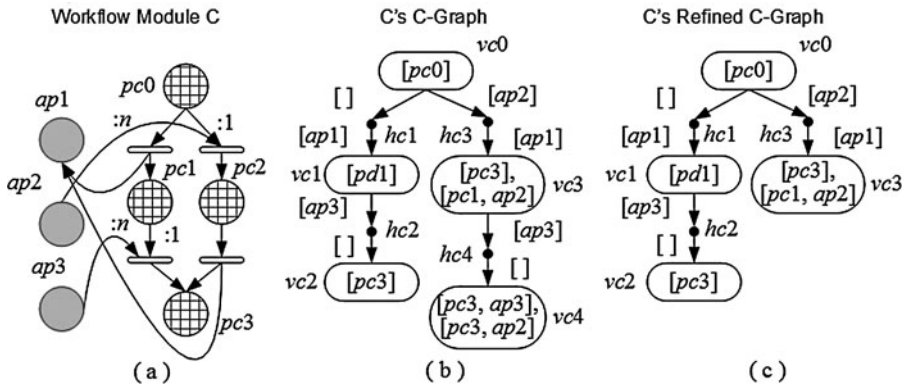 Workflow Module C
pc0
ap1
:n
:1
ap2
pc1
pc2
ap3
:n
:1
pc3
( a )
C's C-Graph
vc0
[pc0]
[ ]
[ap2]
[ap1]
hc1
hc3
[ap1]
vc1
[pd1]
[pc3],
[pc1, ap2]
vc3
[ap3]
hc2
[ap3]
[ ]
hc4
[ ]
vc2
[pc3]
[pc3, ap3],
[pc3, ap2]
vc4
( b )
C's Refined C-Graph
vc0
[pc0]
[ ]
[ap2]
[ap1]
hc1
hc3
[ap1]
vc1
[pd1]
[pc3],
[pc1, ap2]
vc3
[ap3]
hc2
[ ]
vc2
[pc3]
( c )